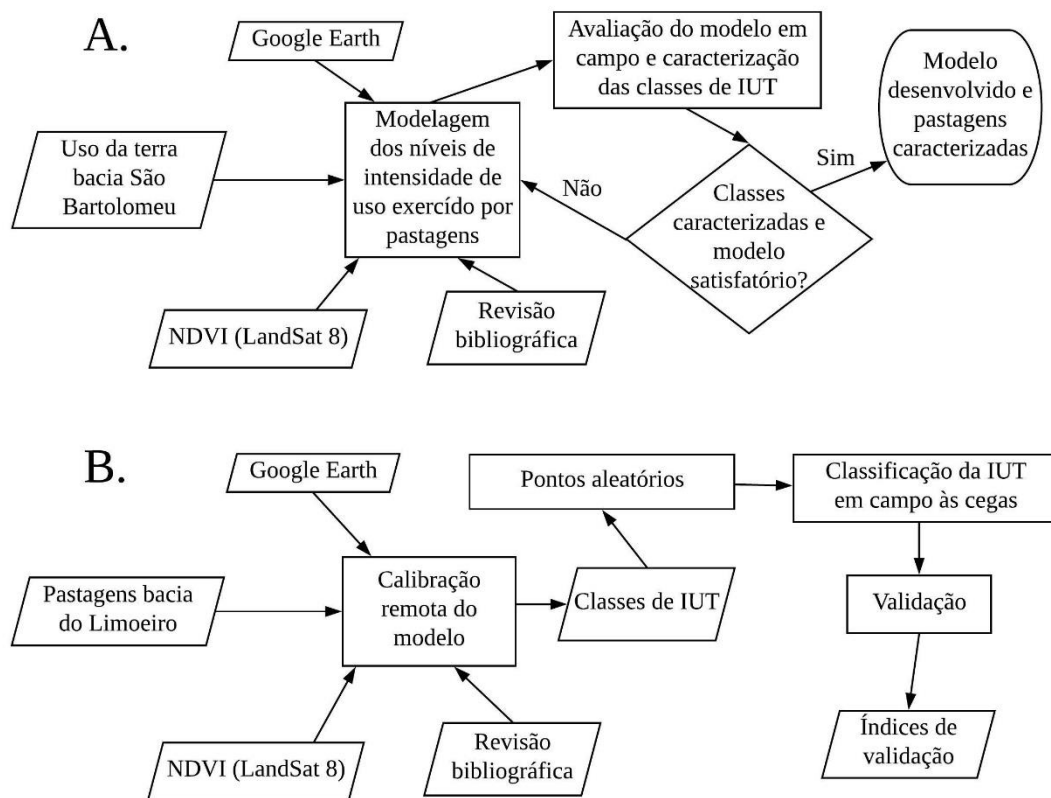 A.
Google Earth
Uso da terra
bacia São
Bartolomeu
Modelagem
dos níveis de
intensidade de
uso exercído por
pastagens
NDVI (LandSat 8)
Revisão
bibliográfica
Avaliação do modelo em
campo e caracterização
das classes de IUT
Não
Classes
caracterizadas e
modelo
satisfatório?
Sim
Modelo
desenvolvido e
pastagens
caracterizadas
B.
Google Earth
Pastagens bacia
do Limoeiro
Calibração
remota do
modelo
NDVI (LandSat 8)
Revisão
bibliográfica
Classes de IUT
Pontos aleatórios
Classificação da IUT
em campo às cegas
Validação
Índices de
validação